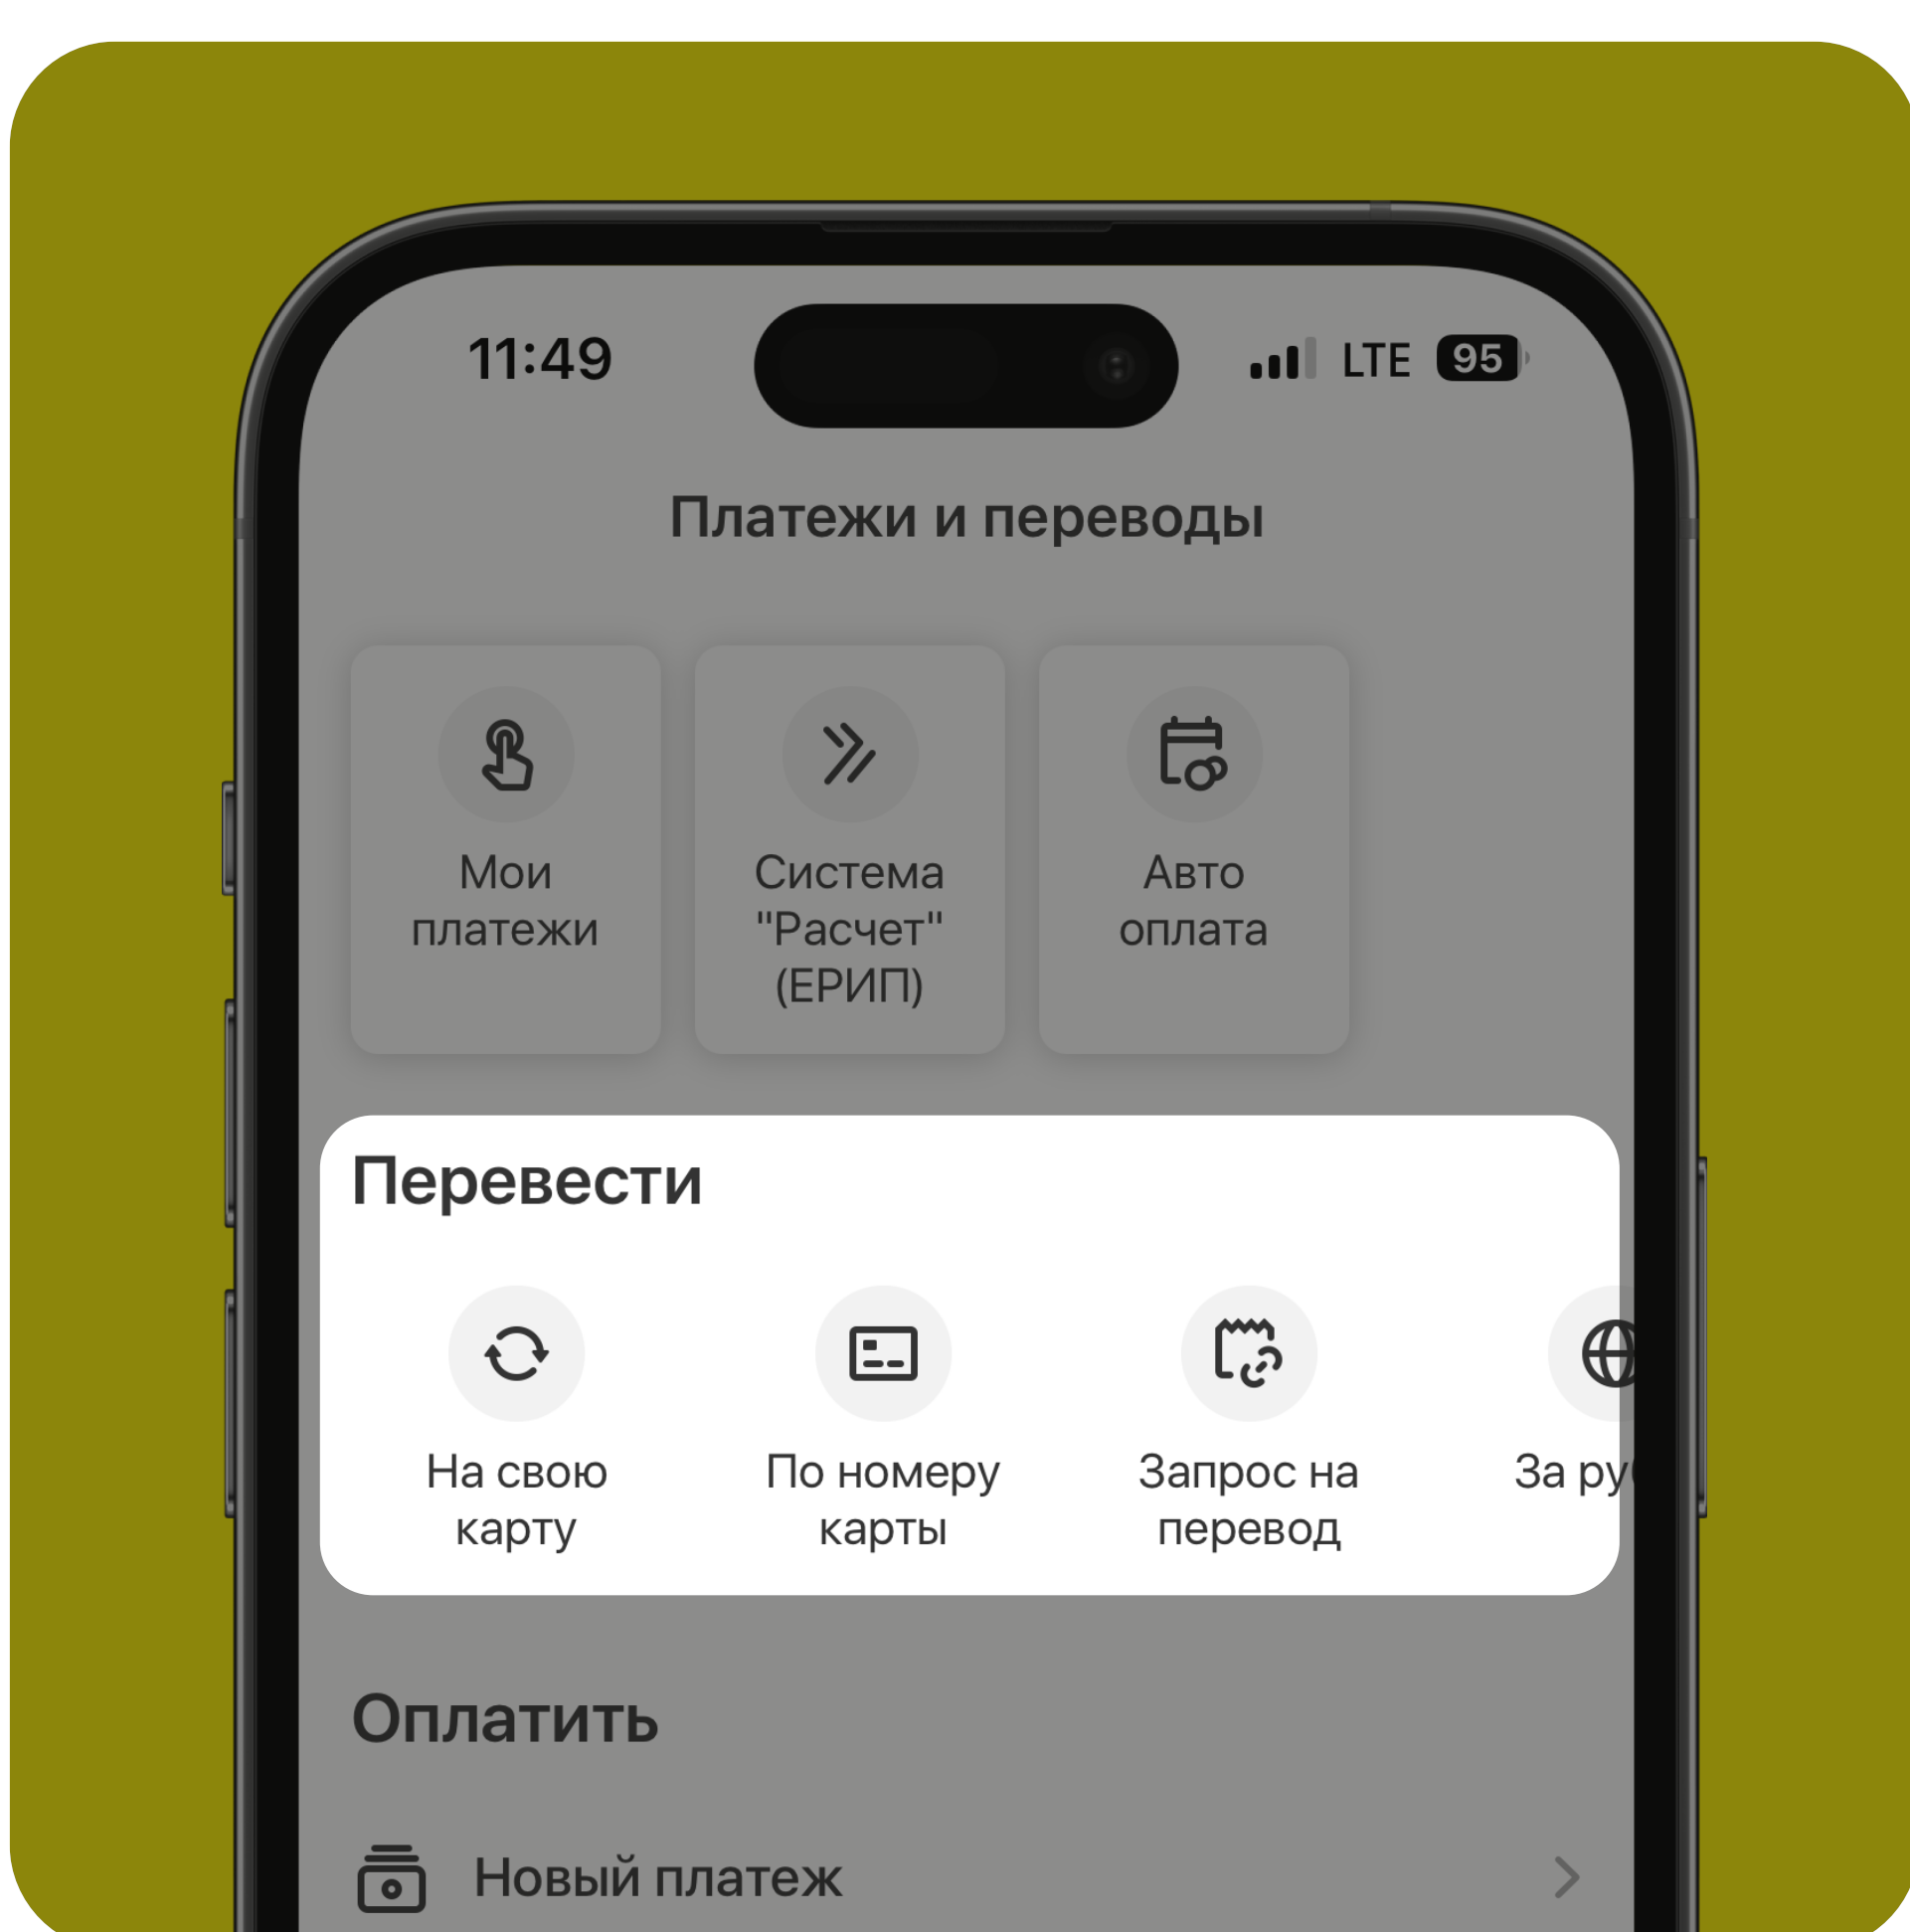 11:49 LTE 95
Платежи и переводы
Мои
платежи
Система
"Расчет"
(ЕРИП)
Авто
оплата
Перевести
На свою
карту
По номеру
карты
Запрос на
перевод
За
Оплатить
Новый платеж